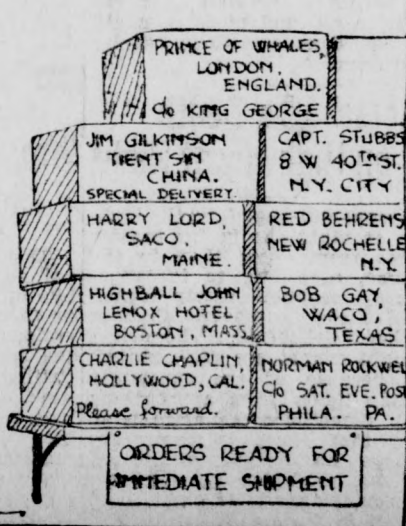 PRINCE OF WHALES,
LONDON,
ENGLAND.
C/o KING GEORGE
JIM GILKINSON
TIENT SIN
CHINA.
SPECIAL DELIVERY.
CAPT. STUBBS
8 W 40TH ST.
N.Y. CITY
HARRY LORD,
SACO,
MAINE.
RED BEHRENS
NEW ROCHELLE
N.Y.
HIGHBALL JOHN
LENOX HOTEL
BOSTON, MASS.
BOB GAY,
WACO,
TEXAS
CHARLIE CHAPLIN,
HOLLYWOOD, CAL.
Please forward.
NORMAN ROCKWEL
C/o SAT. EVE. POST
PHILA. PA.
ORDERS READY FOR
IMMEDIATE SHIPMENT